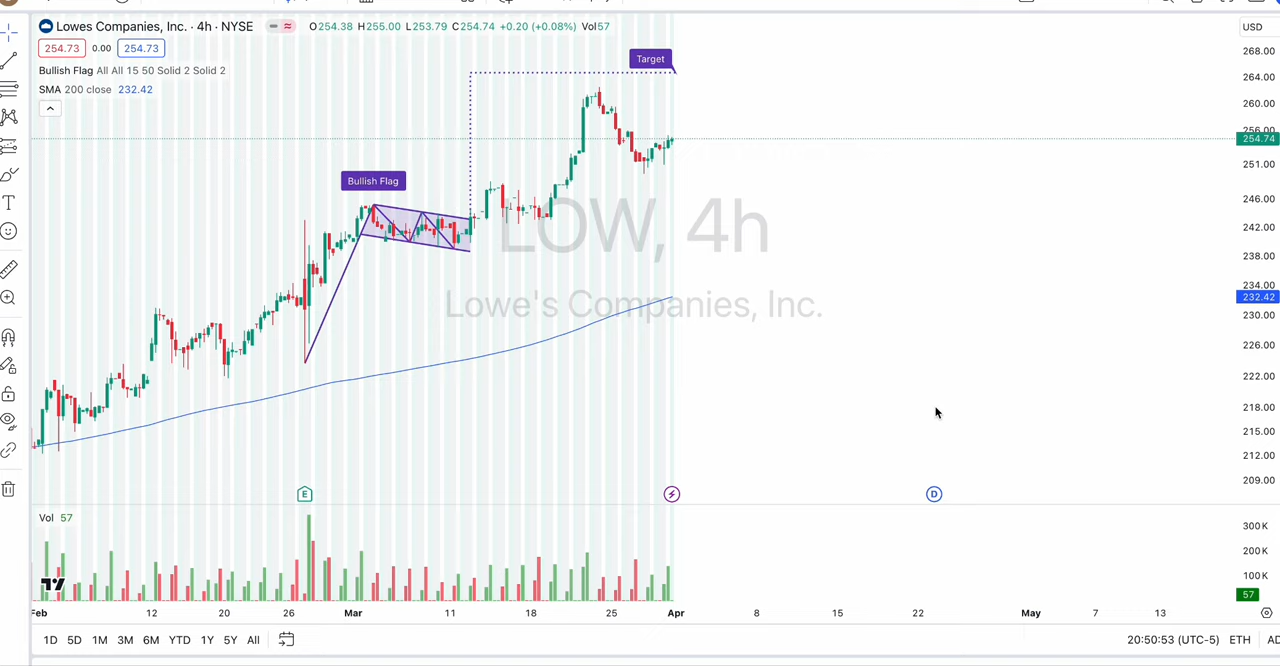 Lowes Companies, Inc. · 4h · NYSE O254.38 H255.00 L253.79 C254.74 +0.20 (+0.08%) Vol57
USD
254.73 0.00 254.73
Bullish Flag All All 15 50 Solid 2 Solid 2
SMA 200 close 232.42
Target
Bullish Flag
LOW, 4h
Lowe's Companies, Inc.
268.00
264.00
260.00
256.00
254.74
251.00
246.00
242.00
238.00
234.00
232.42
230.00
226.00
222.00
218.00
215.00
212.00
209.00
E
D
Vol 57
300 K
200 K
100 K
57
Feb 12 20 26 Mar 11 18 25 Apr 8 15 22 May 7 13
1D 5D 1M 3M 6M YTD 1Y 5Y All
20:50:53 (UTC-5) ETH AD